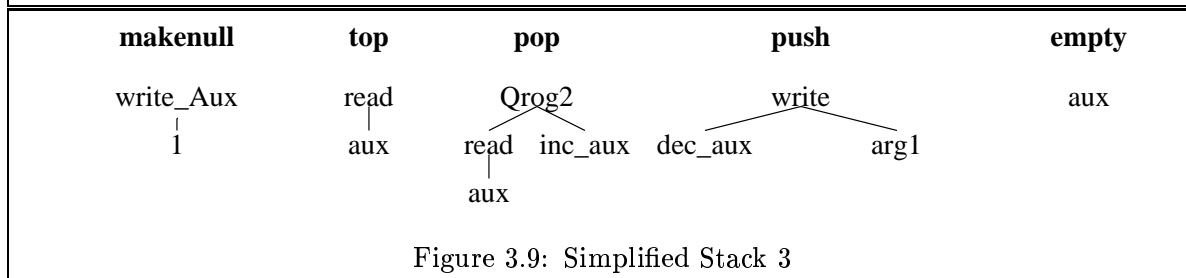 makenull top pop push empty
write_Aux read Qrog2 write aux
1 aux read inc_aux dec_aux arg1
aux
Figure 3.9: Simplified Stack 3